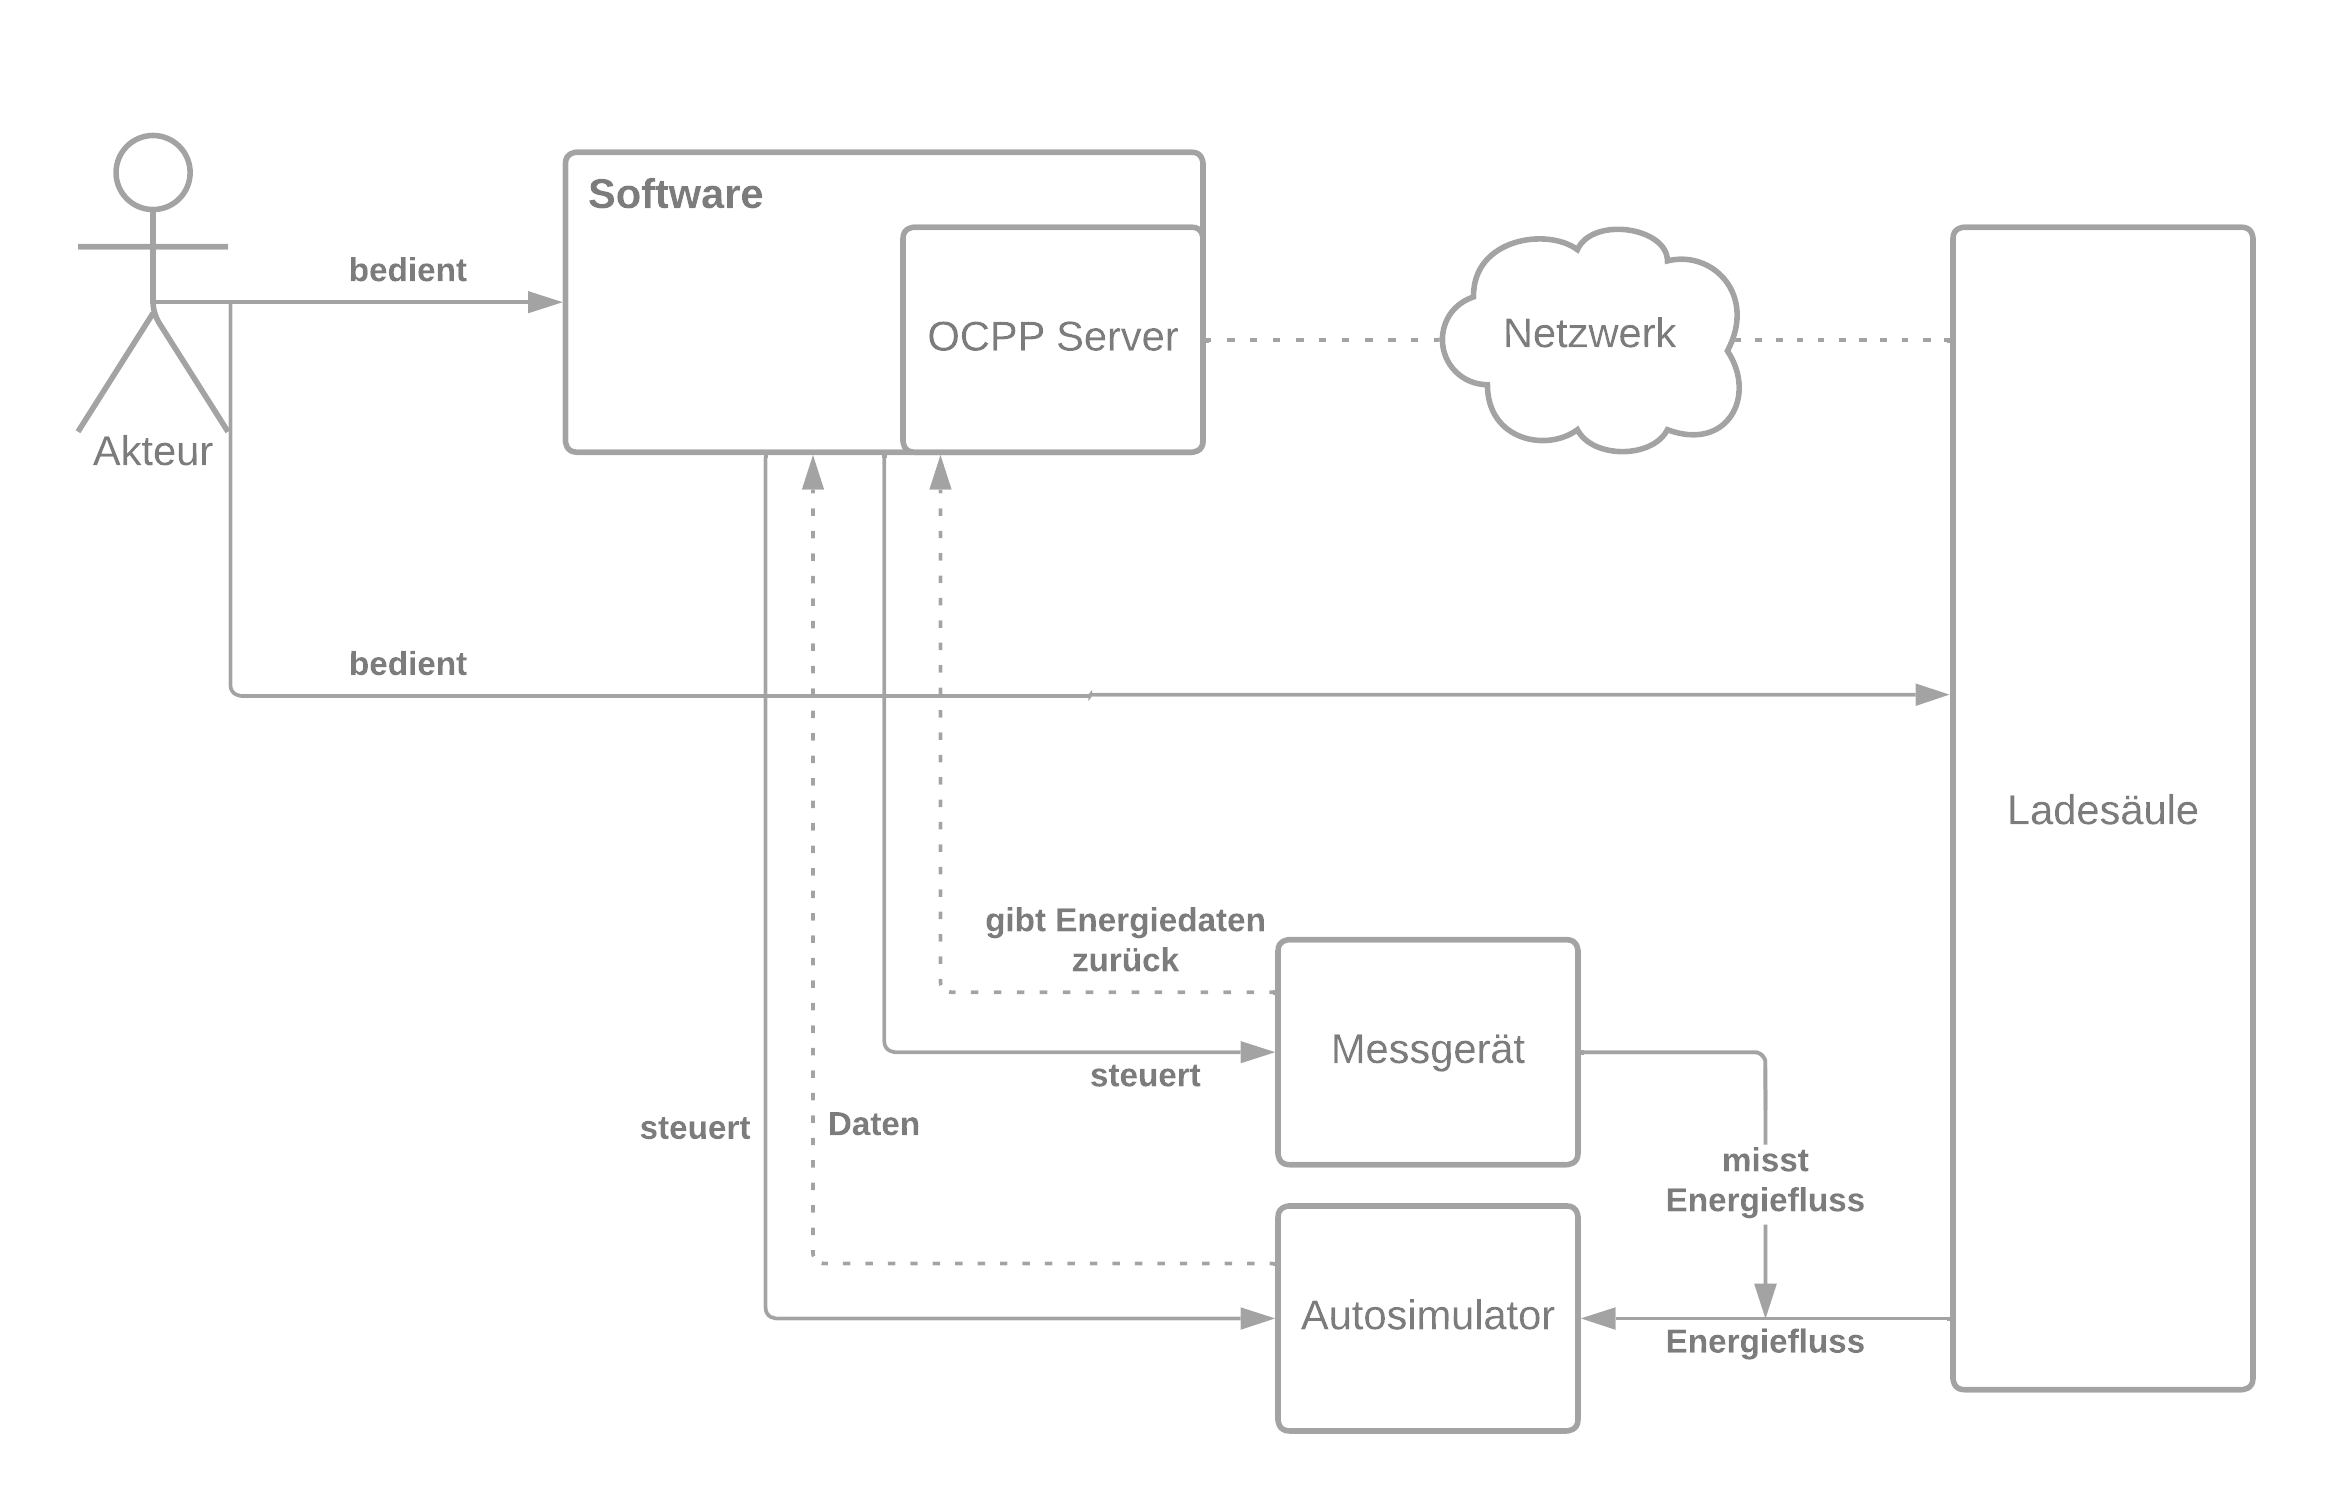 Software
bedient
OCPP Server
Netzwerk
Akteur
bedient
Ladesäule
gibt Energiedaten
zurück
Messgerät
steuert
steuert
Daten
misst
Energiefluss
Autosimulator
Energiefluss